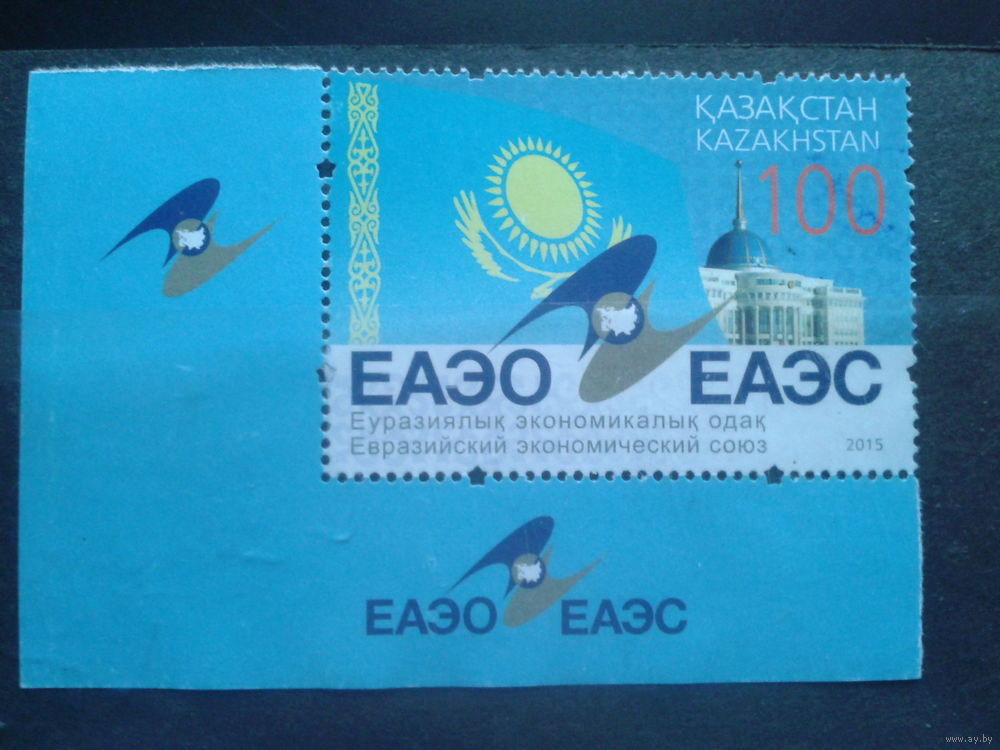 ҚАЗАҚСТАН
KAZAKHSTAN
100
ЕАЭО ЕАЭС
Еуразиялық экономикалық одақ
Евразийский экономический союз 2015
ЕАЭО ЕАЭС
www.ay.by